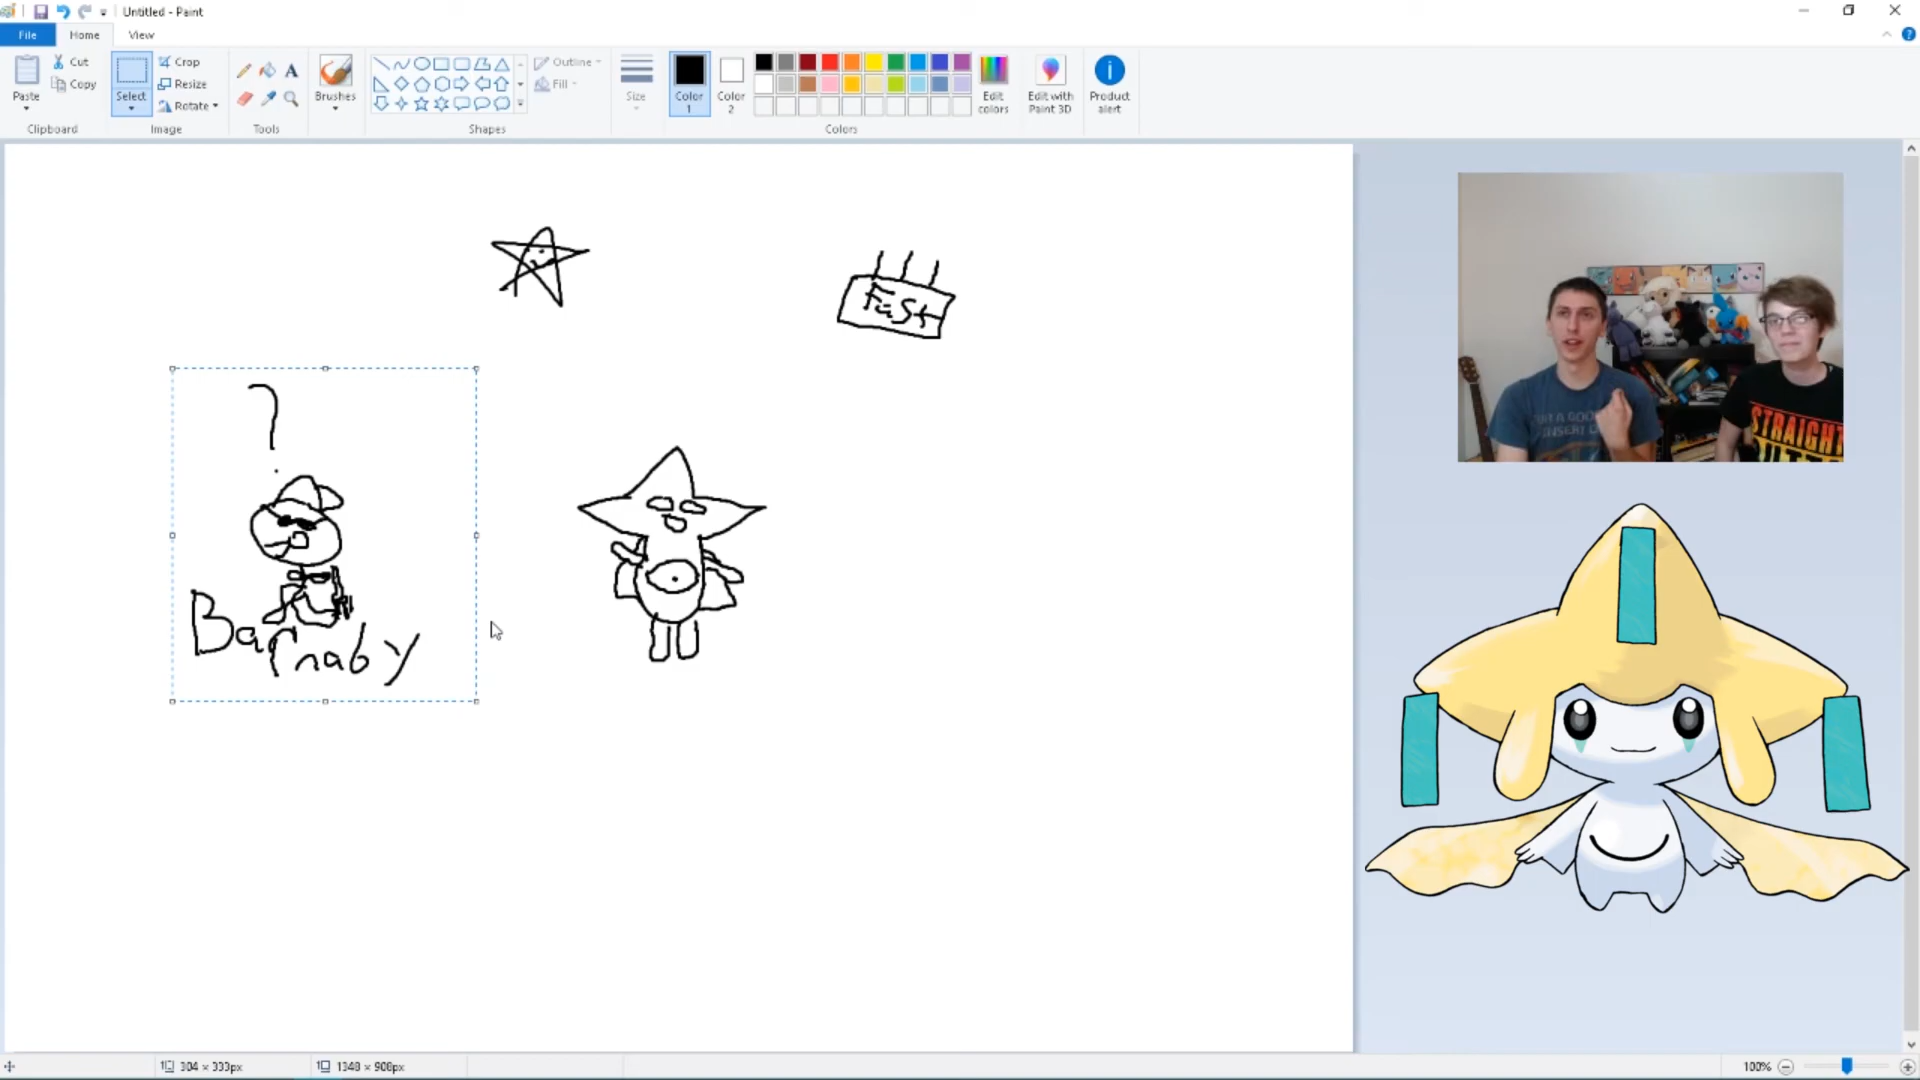 Untitled - Paint
File
Home
View
Paste
Cut
Copy
Clipboard
Select
Crop
Resize
Rotate
Image
A
Tools
Brushes
Shapes
Outline
Fill
Size
Color
1
Color
2
Colors
Edit
colors
Edit with
Paint 3D
Product
alert
Fast
?
Barnaby
INSERT
STRAIGHT
304 × 333px
1348 × 908px
100%